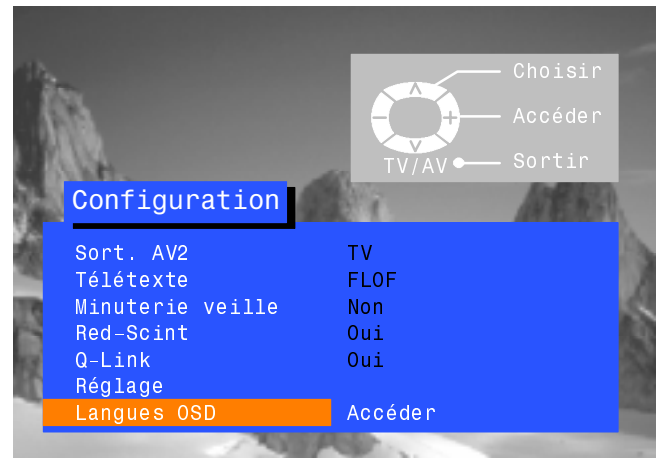 Choisir
Accéder
TV/AV Sortir
Configuration
Sort. AV2 TV
Télétexte FLOF
Minuterie veille Non
Red-Scint Oui
Q-Link Oui
Réglage
Langues OSD Accéder